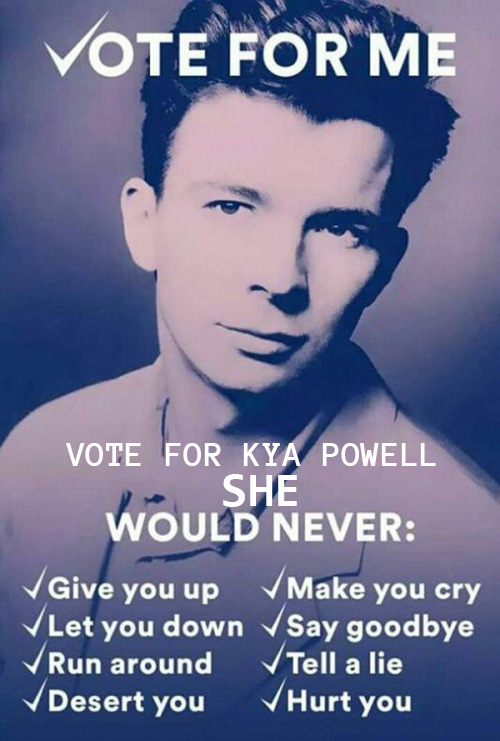 VOTE FOR ME
VOTE FOR KYA POWELL
SHE
WOULD NEVER:
Give you up
Let you down
Run around
Desert you
Make you cry
Say goodbye
Tell a lie
Hurt you